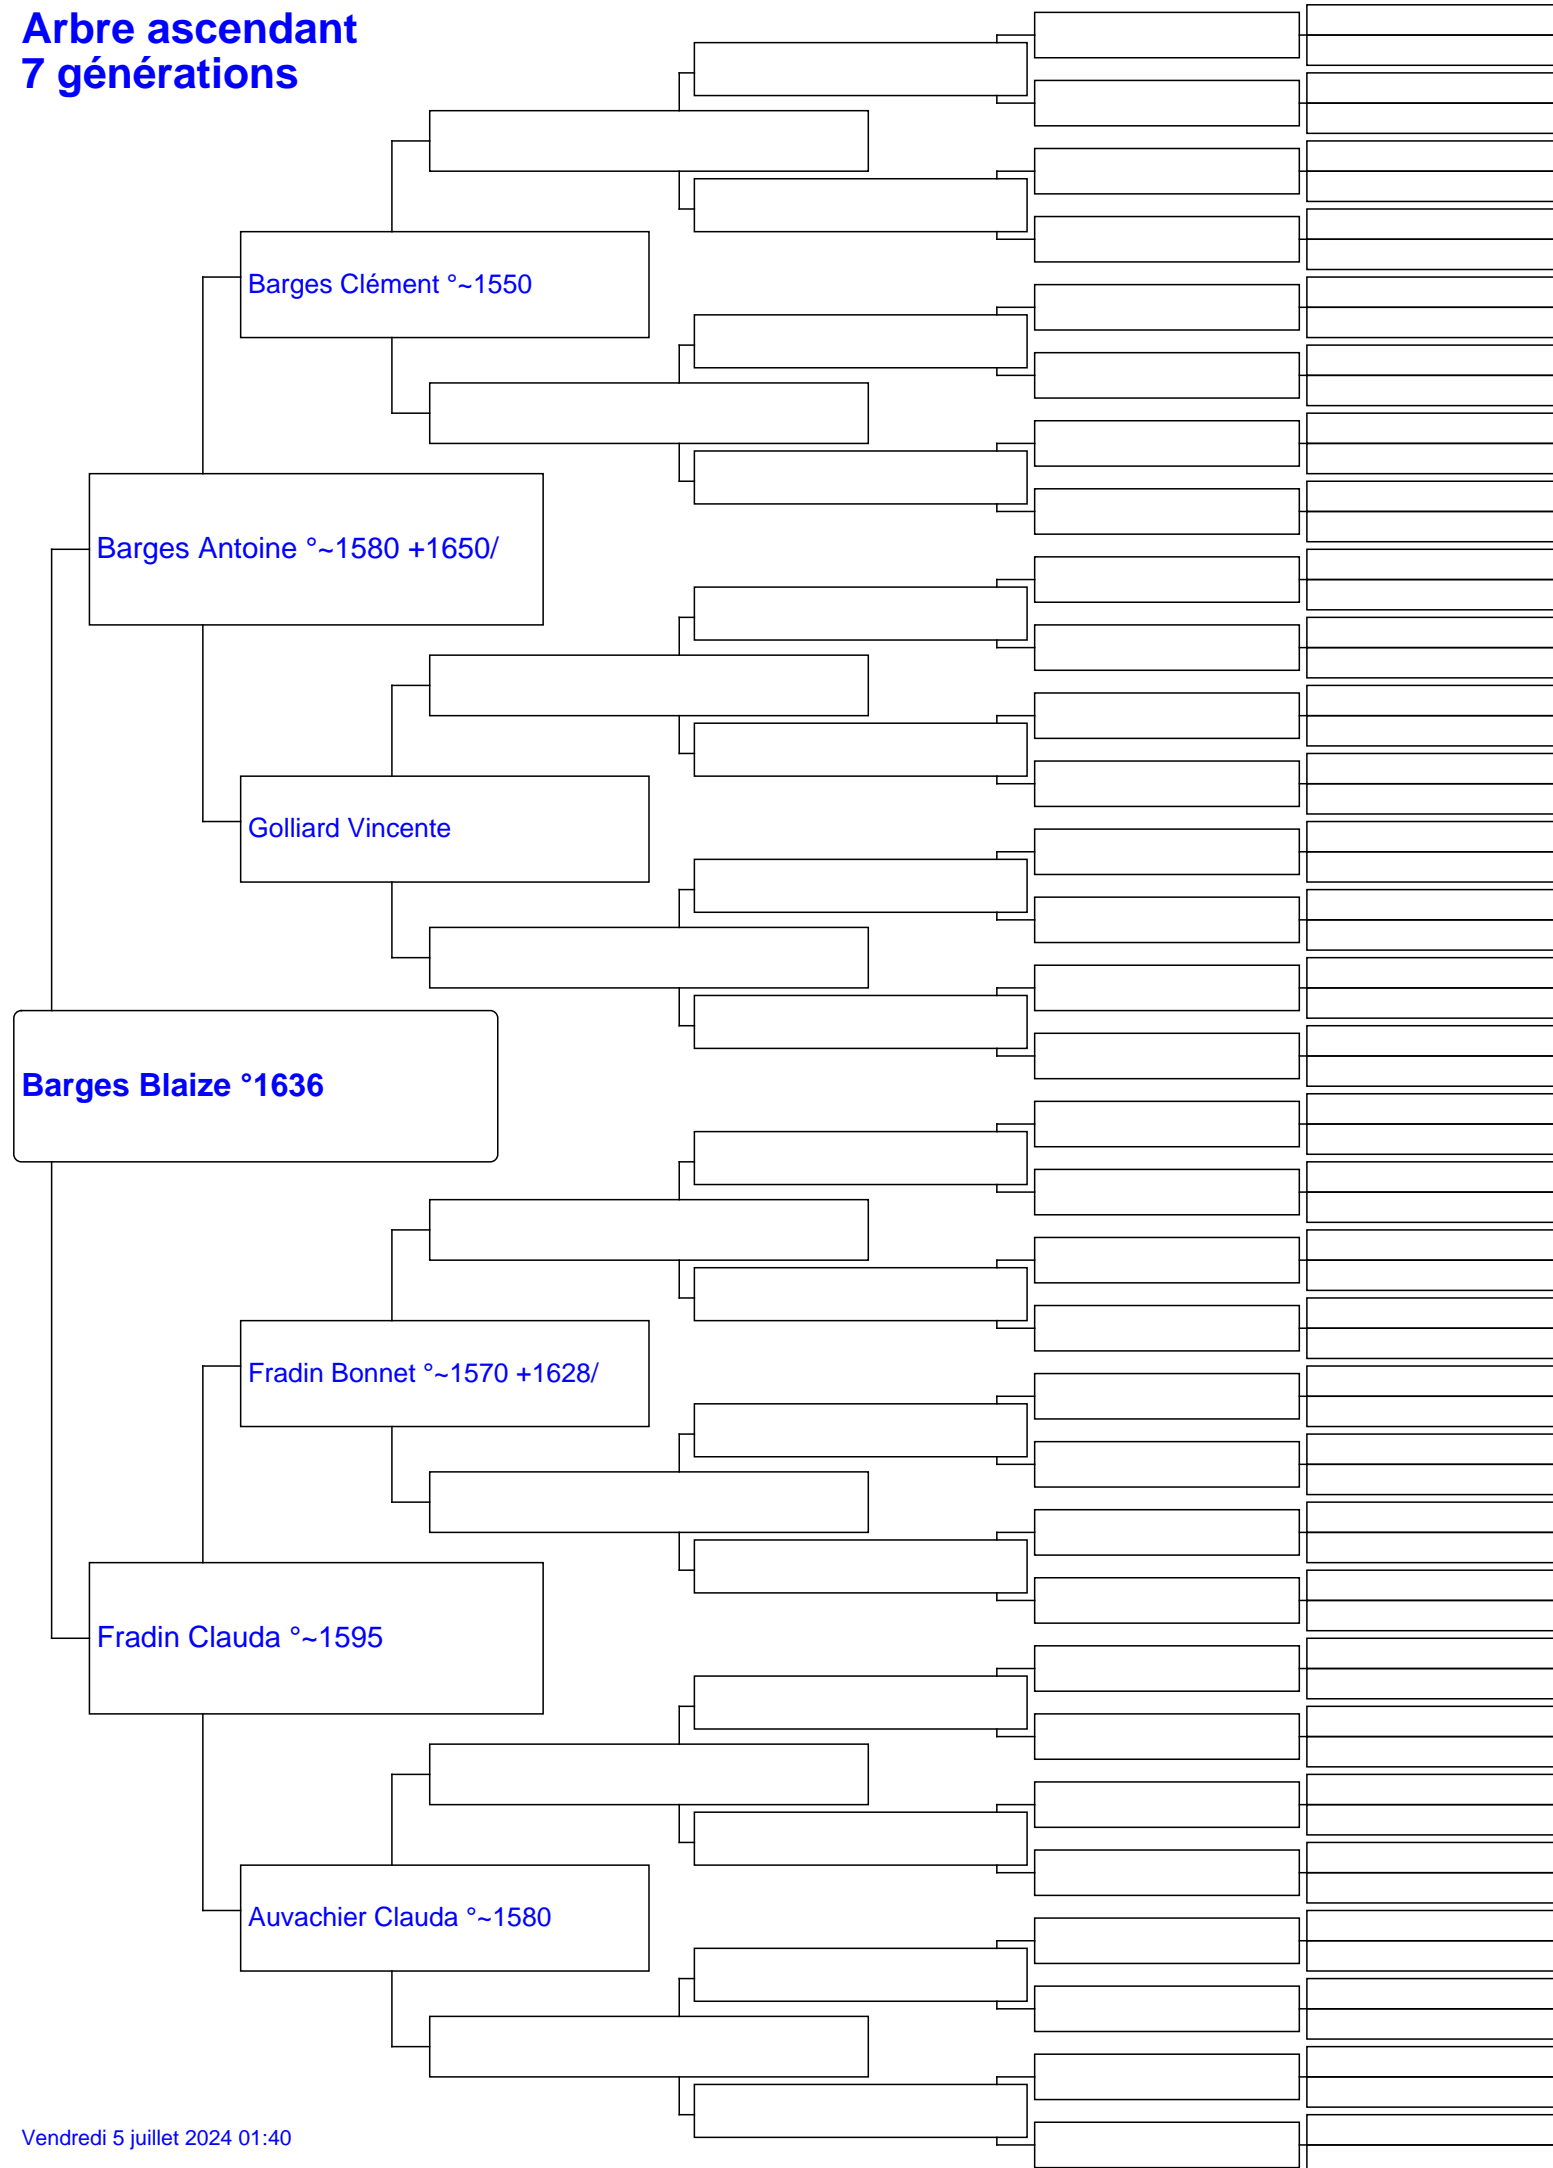 Arbre ascendant
7 générations
Barges Clément °~1550
Barges Antoine °~1580 +1650/
Golliard Vincente
Barges Blaize °1636
Fradin Bonnet °~1570 +1628/
Fradin Clauda °~1595
Auvachier Clauda °~1580
Vendredi 5 juillet 2024 01:40